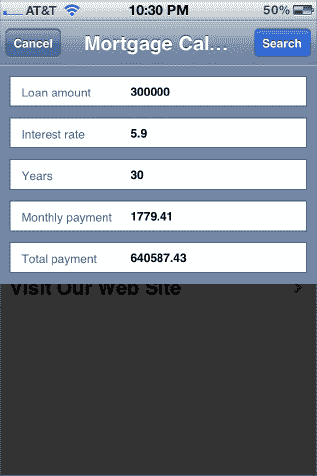 AT&T 10:30 PM 50%
Cancel Mortgage Cal... Search
Loan amount 300000
Interest rate 5.9
Years 30
Monthly payment 1779.41
Total payment 640587.43
Visit Our Web Site